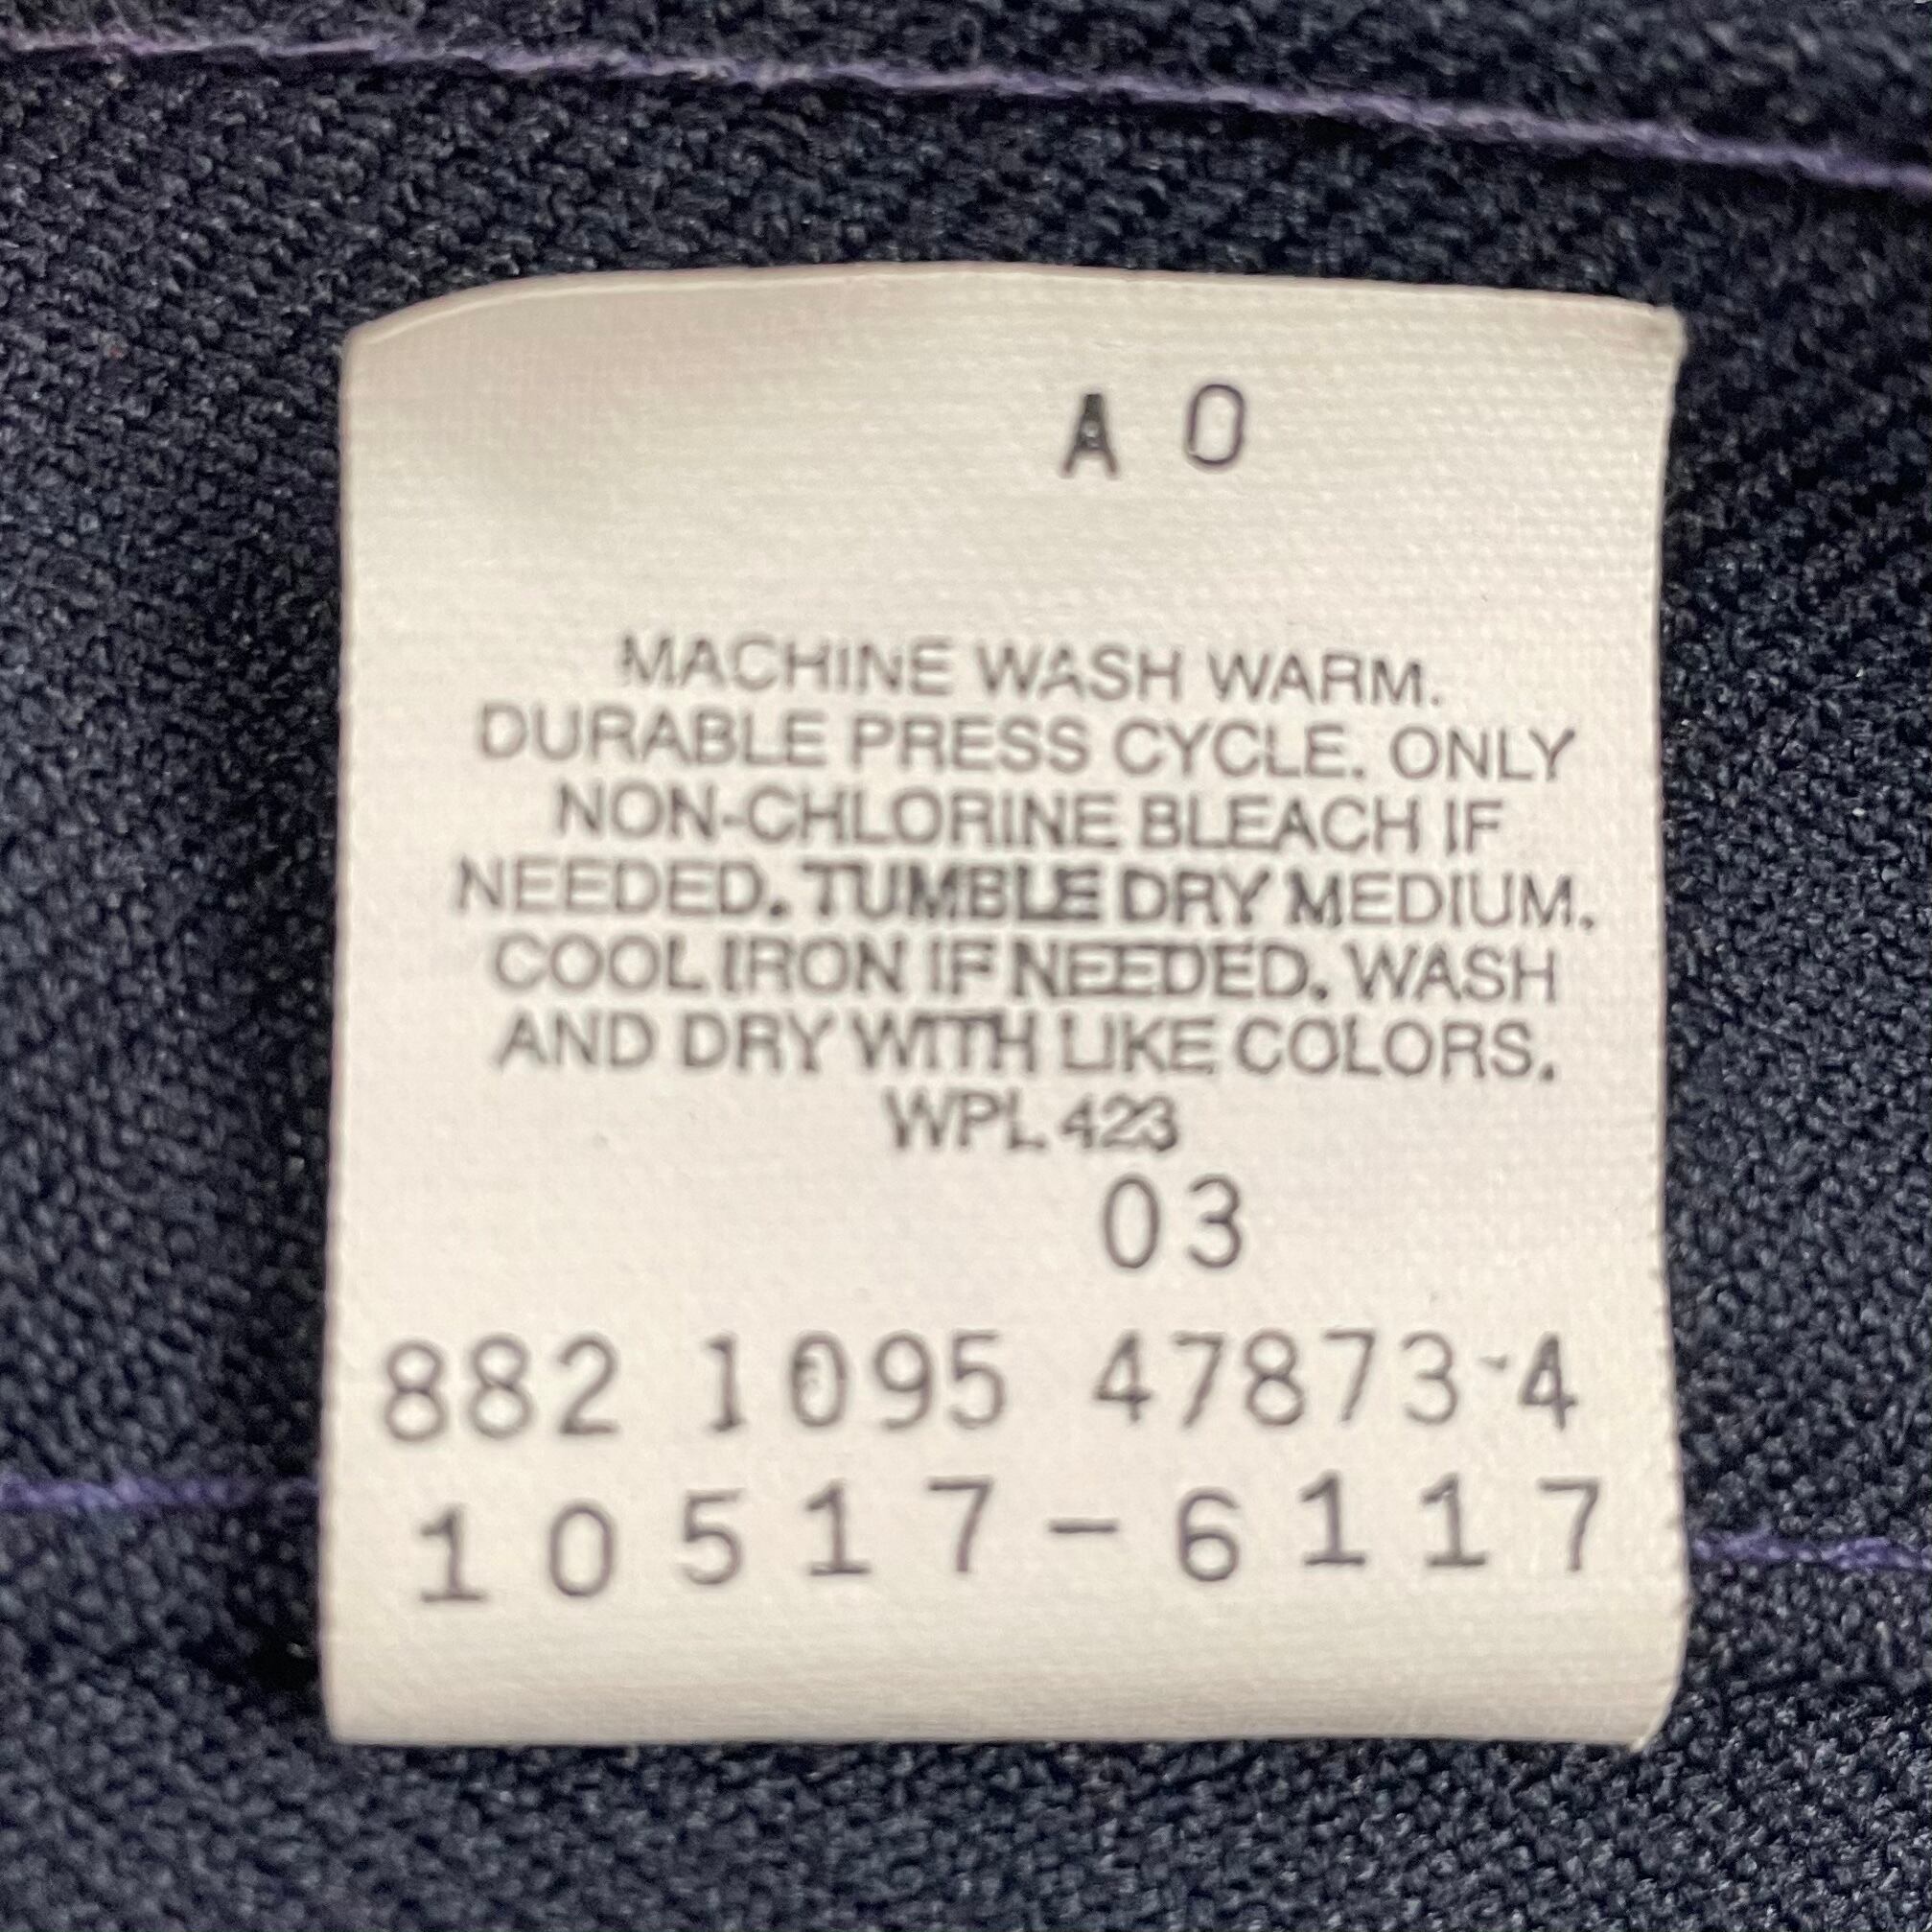 A 0
MACHINE WASH WARM.
DURABLE PRESS CYCLE. ONLY
NON-CHLORINE BLEACH IF
NEEDED. TUMBLE DRY MEDIUM.
COOL IRON IF NEEDED. WASH
AND DRY WITH LIKE COLORS.
WPL 423
03
882 1095 47873-4
10517-6117